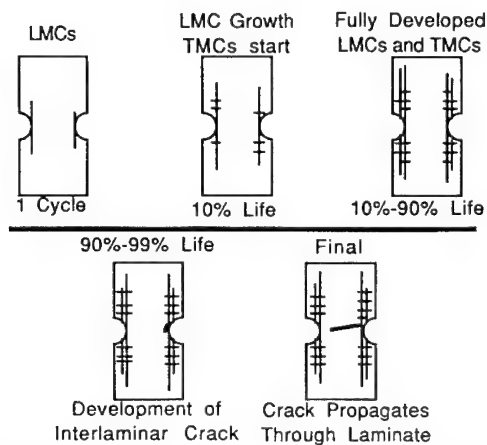 LMCs
1 Cycle
LMC Growth
TMCs start
10% Life
Fully Developed
LMCs and TMCs
10%-90% Life
90%-99% Life
Development of
Interlaminar Crack
Final
Crack Propagates
Through Laminate